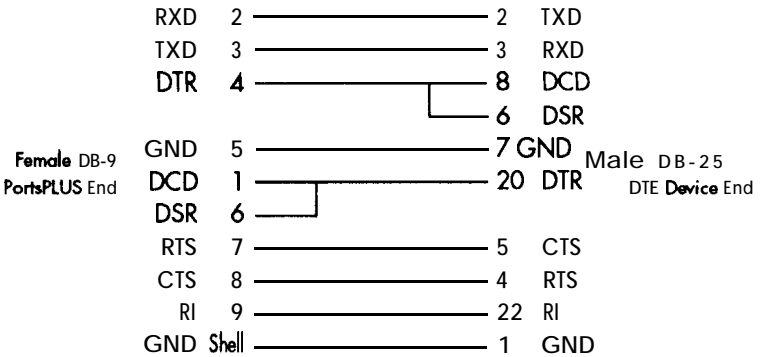 RXD 2 2 TXD
TXD 3 3 RXD
DTR 4 8 DCD
6 DSR
GND 5 7 GND
Female DB-9 Male DB-25
DCD 1 20 DTR
PortsPLUS End DTE Device End
DSR 6
RTS 7 5 CTS
CTS 8 4 RTS
RI 9 22 RI
GND Shell 1 GND